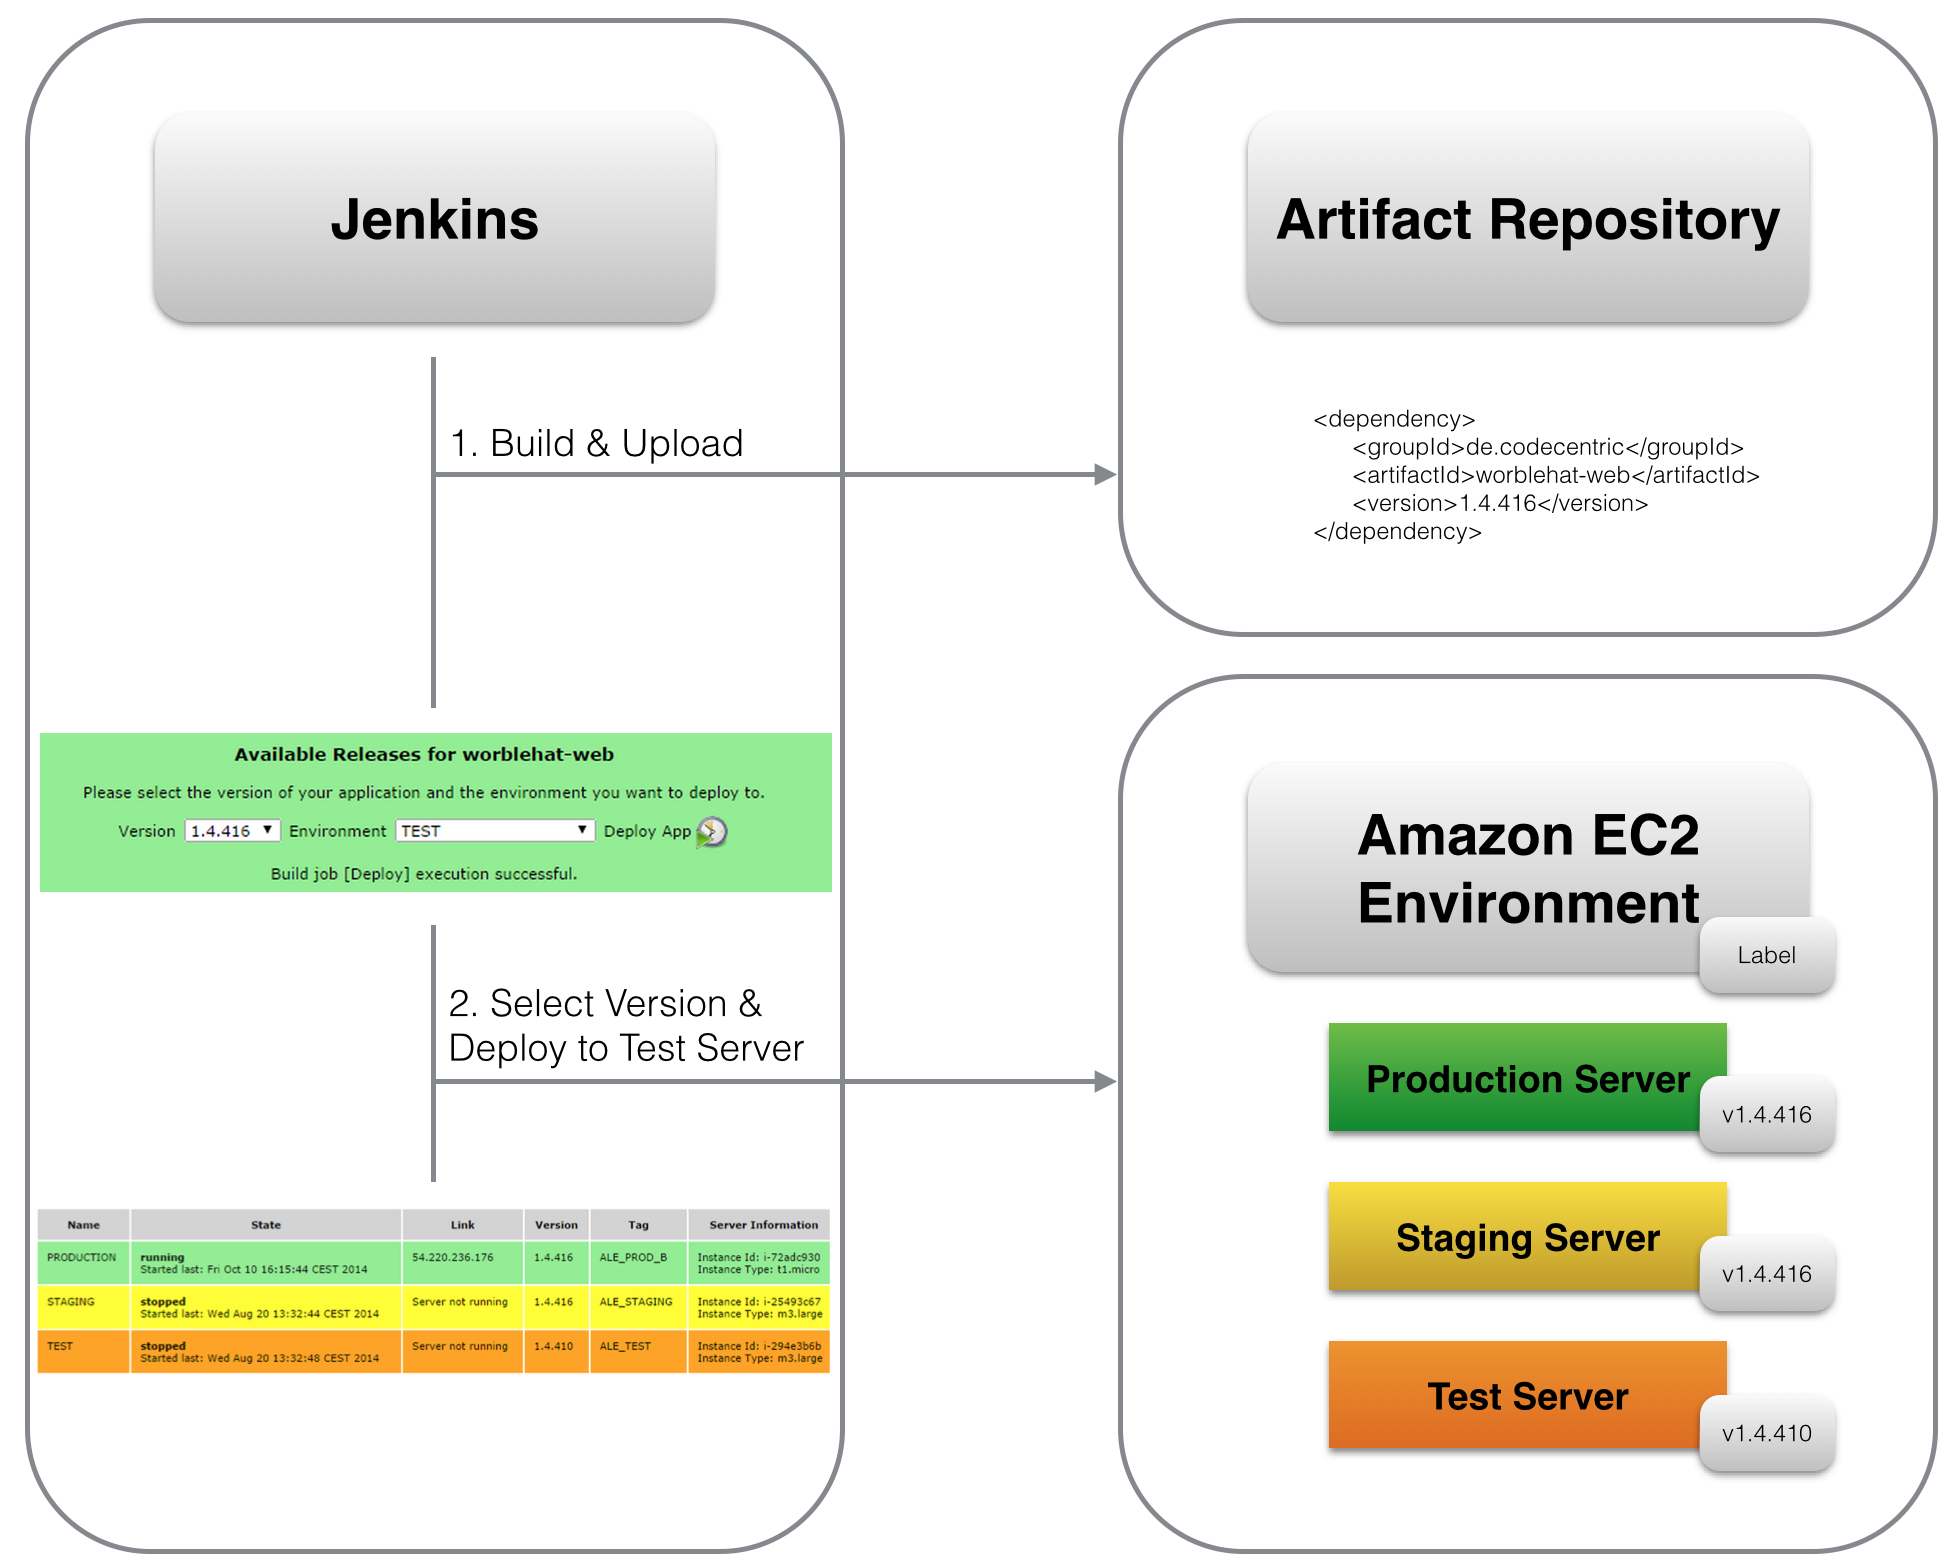 Jenkins
1. Build & Upload
Available Releases for worblehat-web
Please select the version of your application and the environment you want to deploy to.
Version 1.4.416 Environment TEST Deploy App
Build job [Deploy] execution successful.
2. Select Version &
Deploy to Test Server
Name State Link Version Tag Server Information
PRODUCTION running 54.220.236.176 1.4.416 ALE_PROD_B Instance Id: i-72adc930
Started last: Fri Oct 10 16:15:44 CEST 2014 Instance Type: t1.micro
STAGING stopped Server not running 1.4.416 ALE_STAGING Instance Id: i-25493c67
Started last: Wed Aug 20 13:32:44 CEST 2014 Instance Type: m3.large
TEST stopped Server not running 1.4.410 ALE_TEST Instance Id: i-294e3b6b
Started last: Wed Aug 20 13:32:48 CEST 2014 Instance Type: m3.large
Artifact Repository
<dependency>
<groupId>de.codecentric</groupId>
<artifactId>worblehat-web</artifactId>
<version>1.4.416</version>
</dependency>
Amazon EC2
Environment
Label
Production Server
v1.4.416
Staging Server
v1.4.416
Test Server
v1.4.410